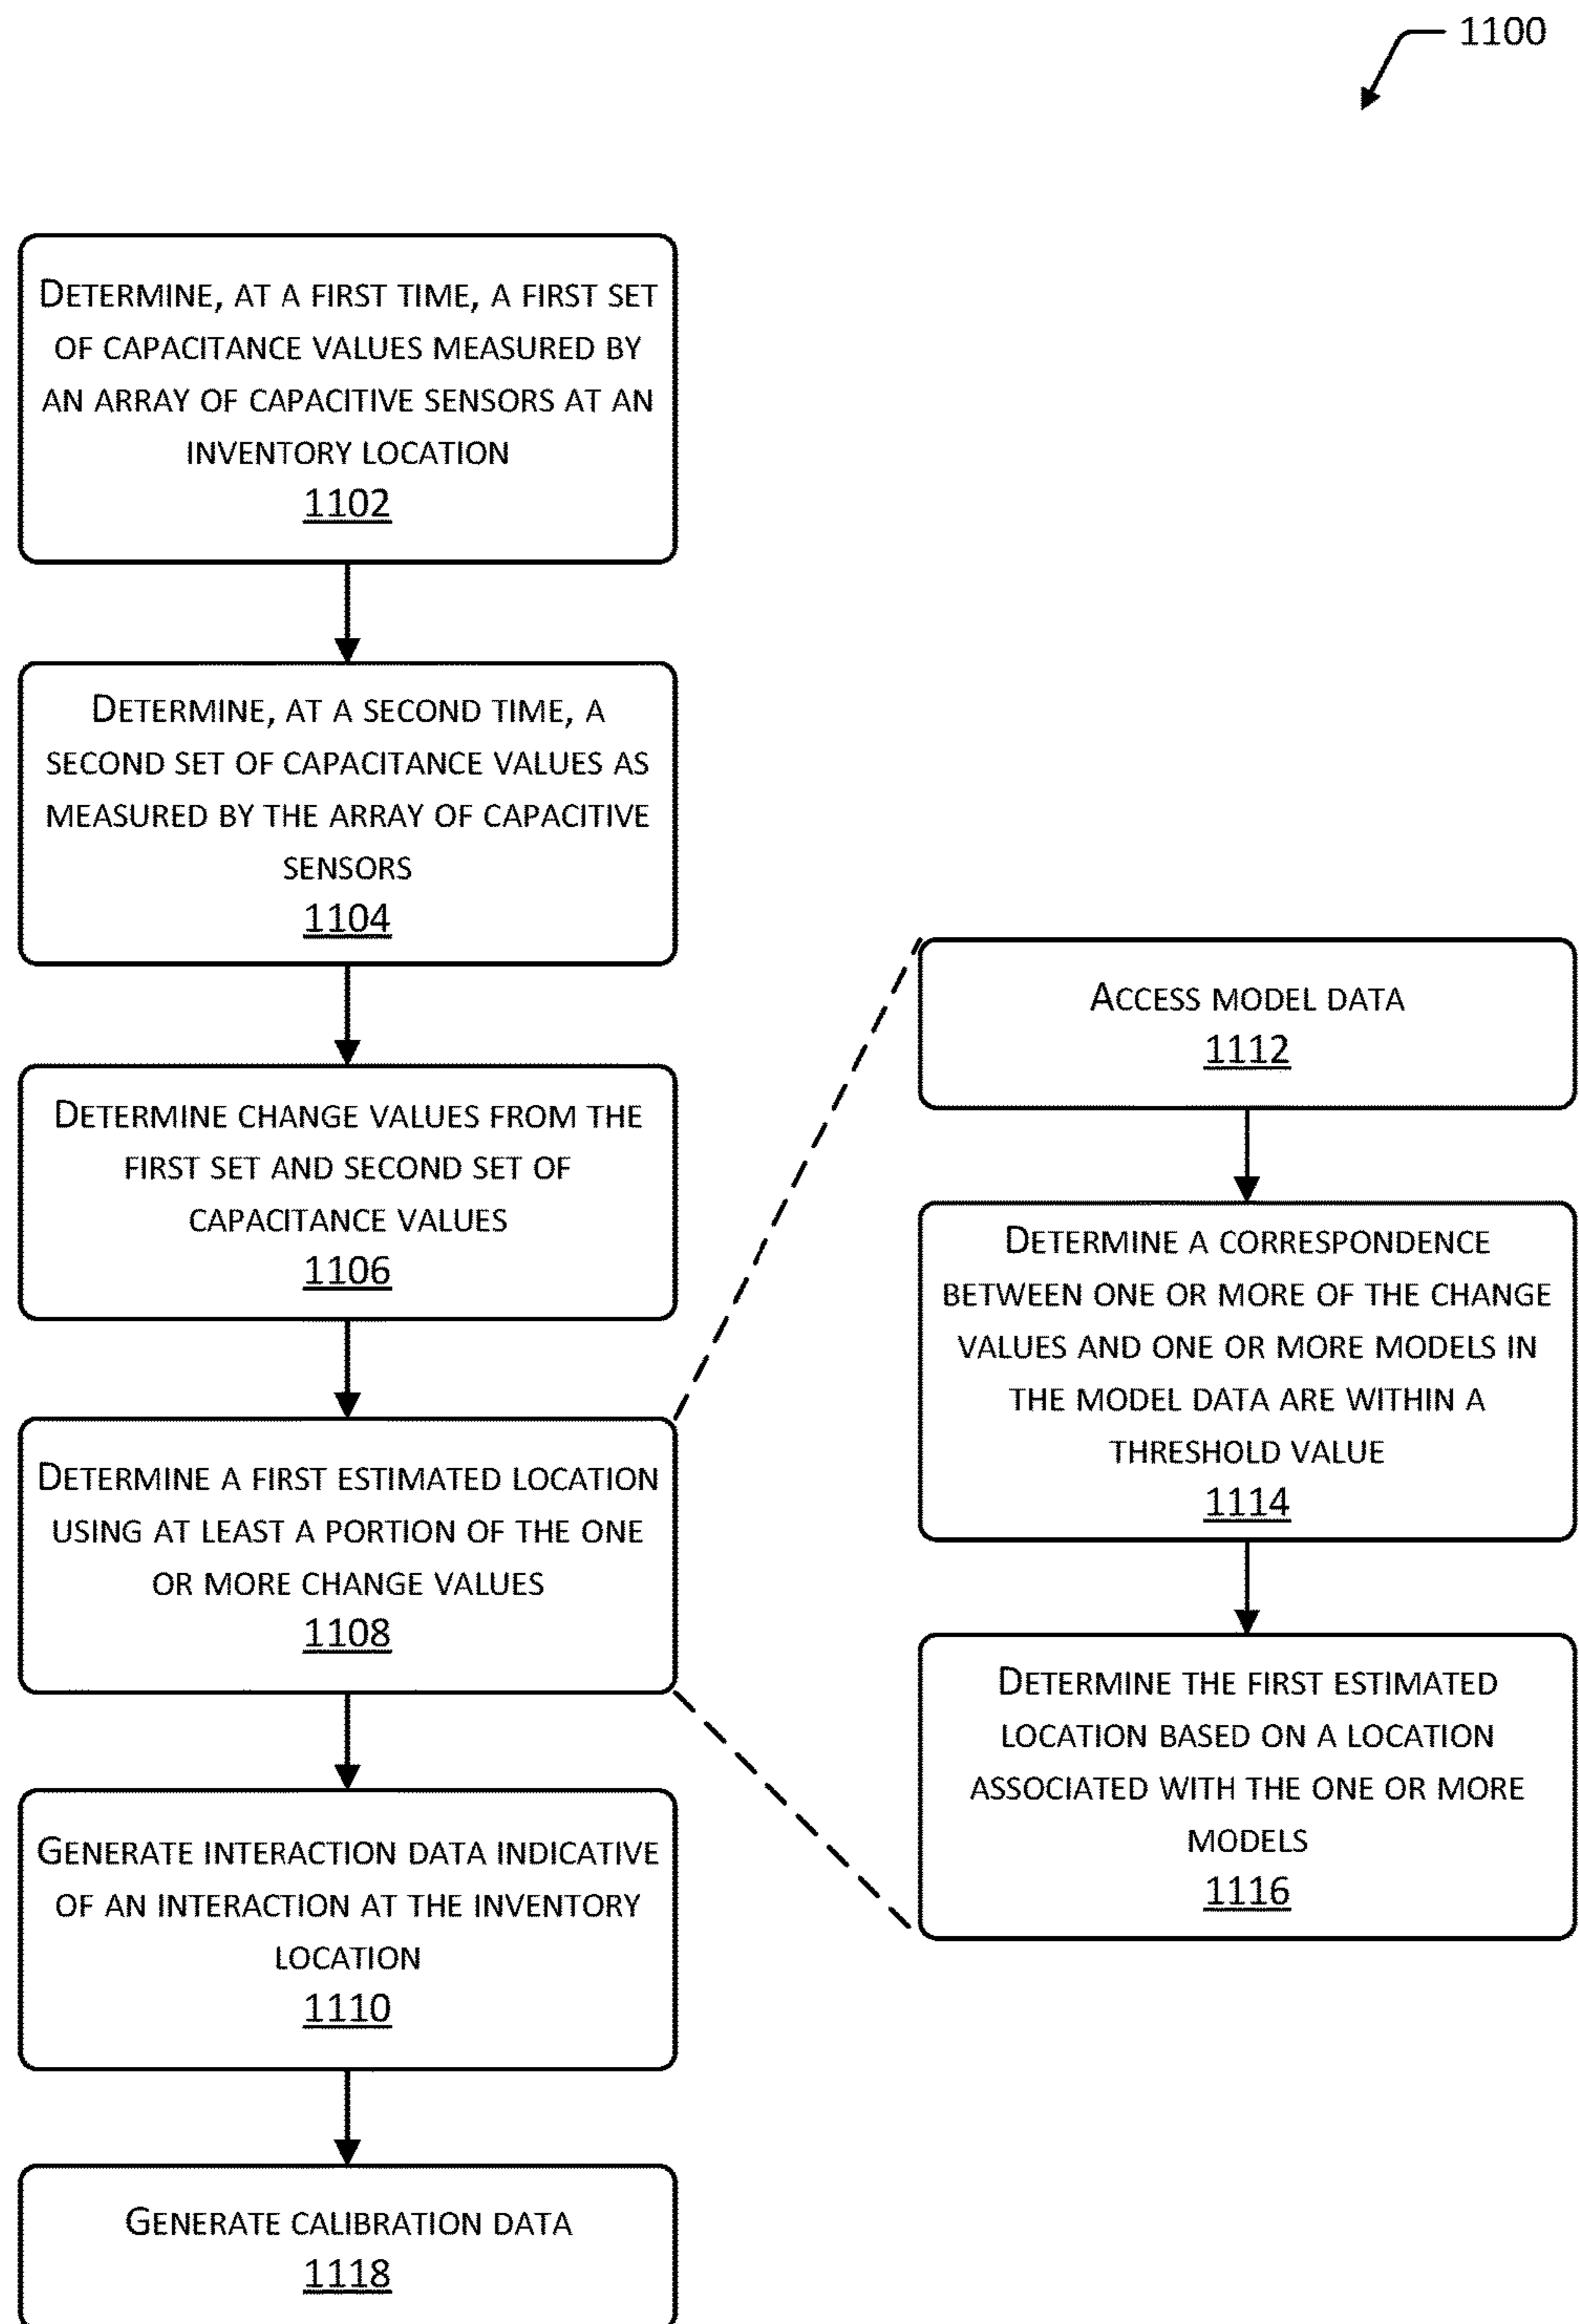 1100
DETERMINE, AT A FIRST TIME, A FIRST SET
OF CAPACITANCE VALUES MEASURED BY
AN ARRAY OF CAPACITIVE SENSORS AT AN
INVENTORY LOCATION
1102
DETERMINE, AT A SECOND TIME, A
SECOND SET OF CAPACITANCE VALUES AS
MEASURED BY THE ARRAY OF CAPACITIVE
SENSORS
1104
DETERMINE CHANGE VALUES FROM THE
FIRST SET AND SECOND SET OF
CAPACITANCE VALUES
1106
DETERMINE A FIRST ESTIMATED LOCATION
USING AT LEAST A PORTION OF THE ONE
OR MORE CHANGE VALUES
1108
GENERATE INTERACTION DATA INDICATIVE
OF AN INTERACTION AT THE INVENTORY
LOCATION
1110
GENERATE CALIBRATION DATA
1118
ACCESS MODEL DATA
1112
DETERMINE A CORRESPONDENCE
BETWEEN ONE OR MORE OF THE CHANGE
VALUES AND ONE OR MORE MODELS IN
THE MODEL DATA ARE WITHIN A
THRESHOLD VALUE
1114
DETERMINE THE FIRST ESTIMATED
LOCATION BASED ON A LOCATION
ASSOCIATED WITH THE ONE OR MORE
MODELS
1116